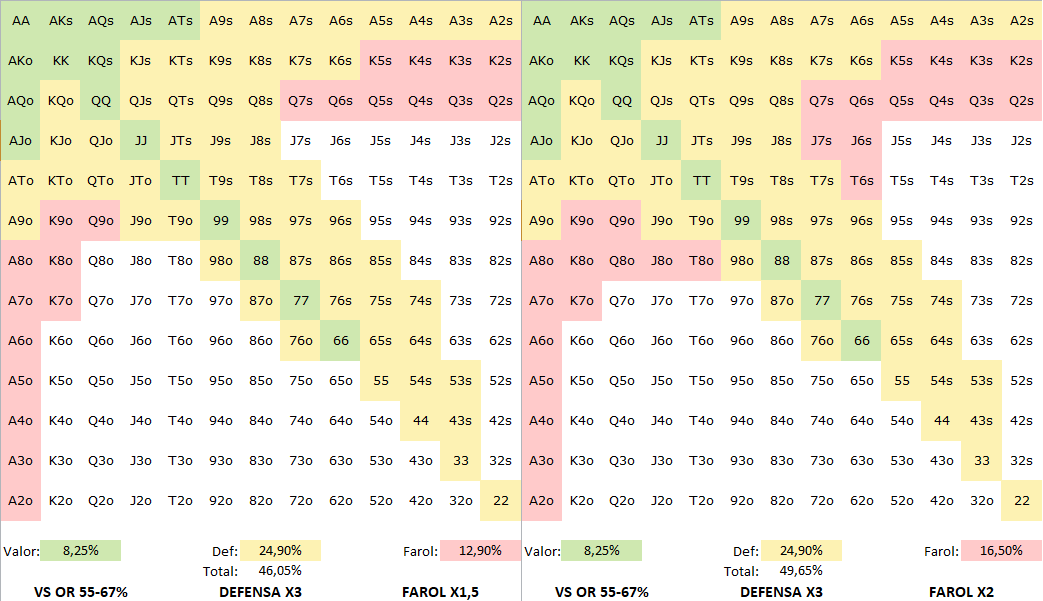 AA AKs AQs AJs ATs A9s A8s A7s A6s A5s A4s A3s A2s AA AKs AQs AJs ATs A9s A8s A7s A6s A5s A4s A3s A2s
AKo KK KQs KJs KTs K9s K8s K7s K6s K5s K4s K3s K2s AKo KK KQs KJs KTs K9s K8s K7s K6s K5s K4s K3s K2s
AQo KQo QQ QJs QTs Q9s Q8s Q7s Q6s Q5s Q4s Q3s Q2s AQo KQo QQ QJs QTs Q9s Q8s Q7s Q6s Q5s Q4s Q3s Q2s
AJo KJo QJo JJ JTs J9s J8s J7s J6s J5s J4s J3s J2s AJo KJo QJo JJ JTs J9s J8s J7s J6s J5s J4s J3s J2s
ATo KTo QTo JTo TT T9s T8s T7s T6s T5s T4s T3s T2s ATo KTo QTo JTo TT T9s T8s T7s T6s T5s T4s T3s T2s
A9o K9o Q9o J9o T9o 99 98s 97s 96s 95s 94s 93s 92s A9o K9o Q9o J9o T9o 99 98s 97s 96s 95s 94s 93s 92s
A8o K8o Q8o J8o T8o 98o 88 87s 86s 85s 84s 83s 82s A8o K8o Q8o J8o T8o 98o 88 87s 86s 85s 84s 83s 82s
A7o K7o Q7o J7o T7o 97o 87o 77 76s 75s 74s 73s 72s A7o K7o Q7o J7o T7o 97o 87o 77 76s 75s 74s 73s 72s
A6o K6o Q6o J6o T6o 96o 86o 76o 66 65s 64s 63s 62s A6o K6o Q6o J6o T6o 96o 86o 76o 66 65s 64s 63s 62s
A5o K5o Q5o J5o T5o 95o 85o 75o 65o 55 54s 53s 52s A5o K5o Q5o J5o T5o 95o 85o 75o 65o 55 54s 53s 52s
A4o K4o Q4o J4o T4o 94o 84o 74o 64o 54o 44 43s 42s A4o K4o Q4o J4o T4o 94o 84o 74o 64o 54o 44 43s 42s
A3o K3o Q3o J3o T3o 93o 83o 73o 63o 53o 43o 33 32s A3o K3o Q3o J3o T3o 93o 83o 73o 63o 53o 43o 33 32s
A2o K2o Q2o J2o T2o 92o 82o 72o 62o 52o 42o 32o 22 A2o K2o Q2o J2o T2o 92o 82o 72o 62o 52o 42o 32o 22
Valor: 8,25% Def: 24,90% Farol: 12,90% Valor: 8,25% Def: 24,90% Farol: 16,50%
Total: 46,05% Total: 49,65%
VS OR 55-67% DEFENSA X3 FAROL X1,5 VS OR 55-67% DEFENSA X3 FAROL X2